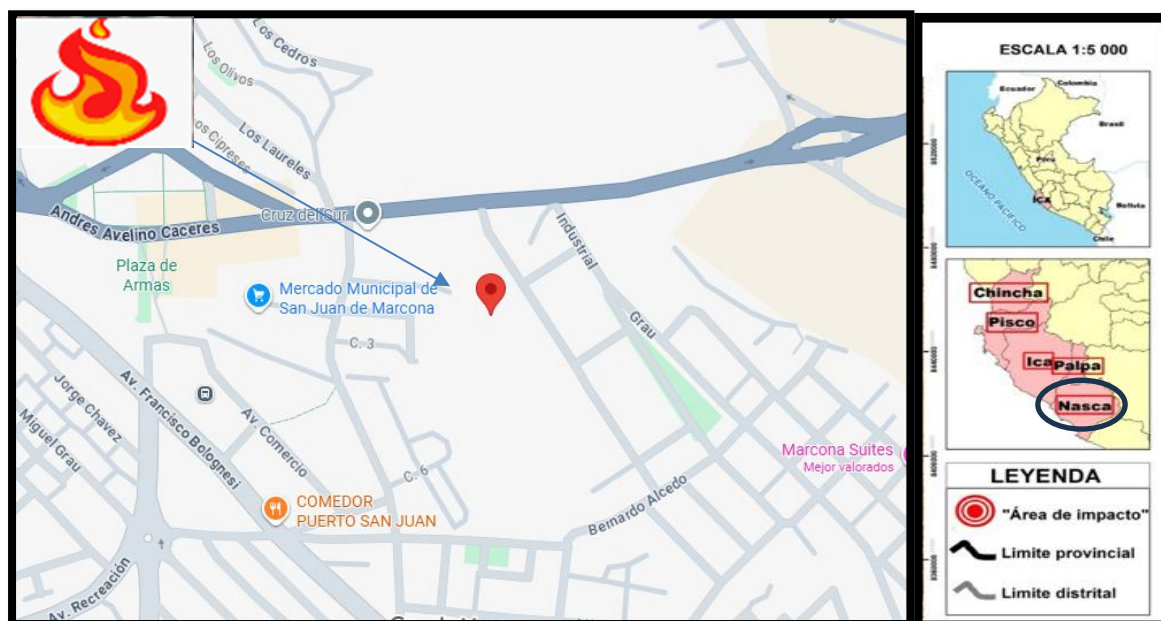 Los Cedros
Los Olivos
Los Cipreses
Los Laureles
Andres Avelino Caceres
Cruz del Sur
Industrial
Plaza de
Armas
Mercado Municipal de
San Juan de Marcona
Grau
C. 3
Jorge Chavez
Miguel Grau
Av. Francisco Bolognesi
Av. Comercio
C. 6
Marcona Suites
Mejor valorados
COMEDOR
PUERTO SAN JUAN
Bernardo Alcedo
Av. Recreación
ESCALA 1:5 000
Ecuador
Colombia
Brasil
Perú
OCEANO PACIFICO
Ica
Bolivia
Chile
Chincha
Pisco
Ica
Palpa
Nasca
LEYENDA
"Área de impacto"
Limite provincial
Limite distrital